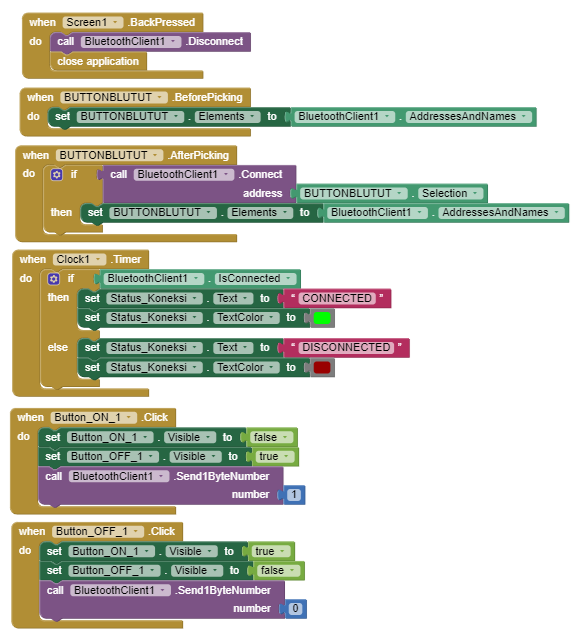 when Screen1 .BackPressed
do call BluetoothClient1 .Disconnect
close application
when BUTTONBLUTUT .BeforePicking
do set BUTTONBLUTUT . Elements to BluetoothClient1 . AddressesAndNames
when BUTTONBLUTUT .AfterPicking
do if call BluetoothClient1 .Connect
address BUTTONBLUTUT . Selection
then set BUTTONBLUTUT . Elements to BluetoothClient1 . AddressesAndNames
when Clock1 .Timer
do if BluetoothClient1 . IsConnected
then set Status_Koneksi . Text to “ CONNECTED ”
set Status_Koneksi . TextColor to
else set Status_Koneksi . Text to “ DISCONNECTED ”
set Status_Koneksi . TextColor to
when Button_ON_1 .Click
do set Button_ON_1 . Visible to false
set Button_OFF_1 . Visible to true
call BluetoothClient1 .Send1ByteNumber
number 1
when Button_OFF_1 .Click
do set Button_ON_1 . Visible to true
set Button_OFF_1 . Visible to false
call BluetoothClient1 .Send1ByteNumber
number 0